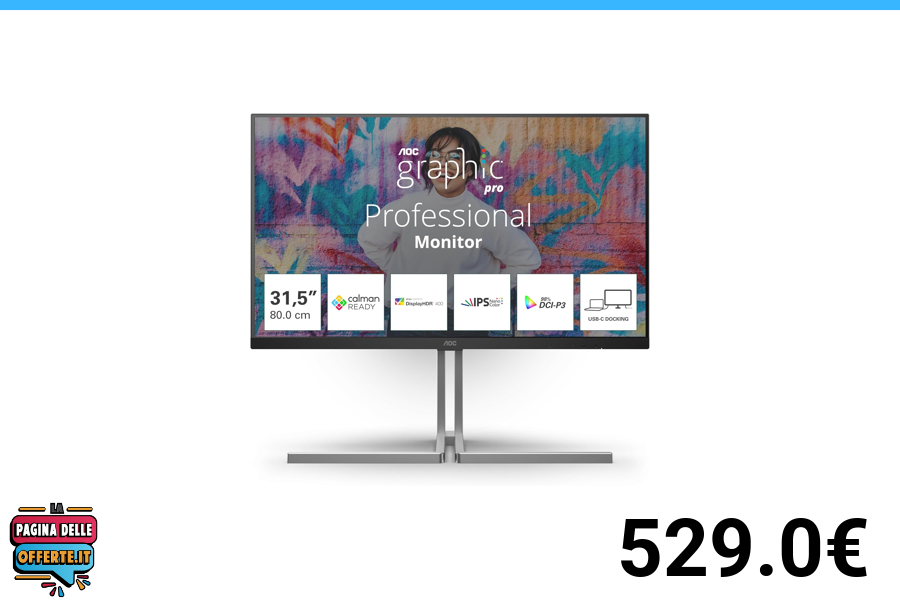 AOC
graphic
pro
Professional
Monitor
31,5”
80.0 cm
calman
READY
DisplayHDR 400
IPS
98%
DCI-P3
USB-C DOCKING
AOC
LA
PAGINA DELLE
OFFERTE.IT
529.0€